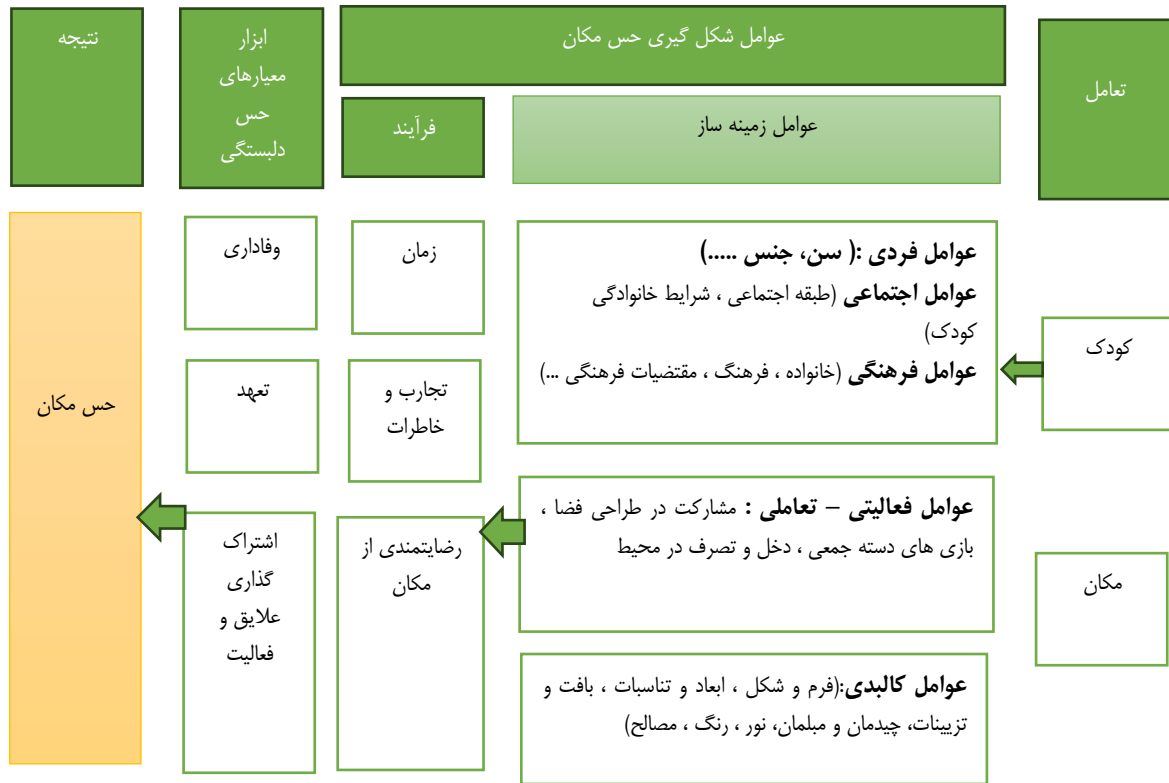 تعامل
عوامل شکل گیری حس مکان
ابزار
معیارهای
حس
دلبستگی
نتیجه
عوامل زمینه ساز
فرآیند
کودک
مکان
عوامل فردی :( سن، جنس .....)
عوامل اجتماعی (طبقه اجتماعی ، شرایط خانوادگی
کودک)
عوامل فرهنگی (خانواده ، فرهنگ ، مقتضیات فرهنگی ...)
عوامل فعالیتی – تعاملی : مشارکت در طراحی فضا ،
بازی های دسته جمعی ، دخل و تصرف در محیط
عوامل کالبدی:(فرم و شکل ، ابعاد و تناسبات ، بافت و
تزیینات، چیدمان و مبلمان، نور ، رنگ ، مصالح)
زمان
تجارب و
خاطرات
رضایتمندی از
مکان
وفاداری
تعهد
اشتراک
گذاری
علایق و
فعالیت
حس مکان